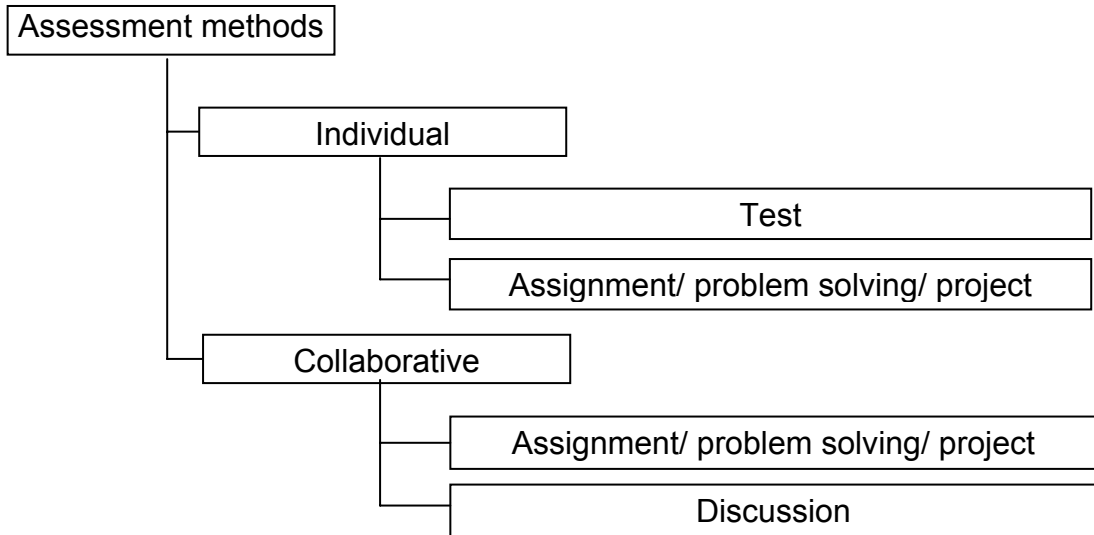 Assessment methods
Individual
Test
Assignment/ problem solving/ project
Collaborative
Assignment/ problem solving/ project
Discussion